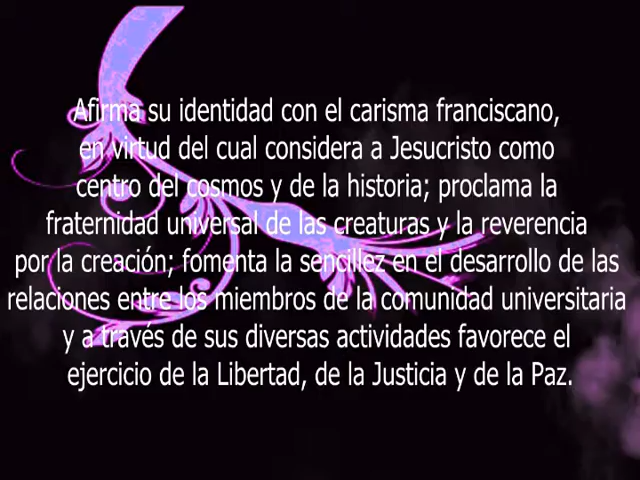 Afirma su identidad con el carisma franciscano,
en virtud del cual considera a Jesucristo como
centro del cosmos y de la historia; proclama la
fraternidad universal de las creaturas y la reverencia
por la creación; fomenta la sencillez en el desarrollo de las
relaciones entre los miembros de la comunidad universitaria
y a través de sus diversas actividades favorece el
ejercicio de la Libertad, de la Justicia y de la Paz.